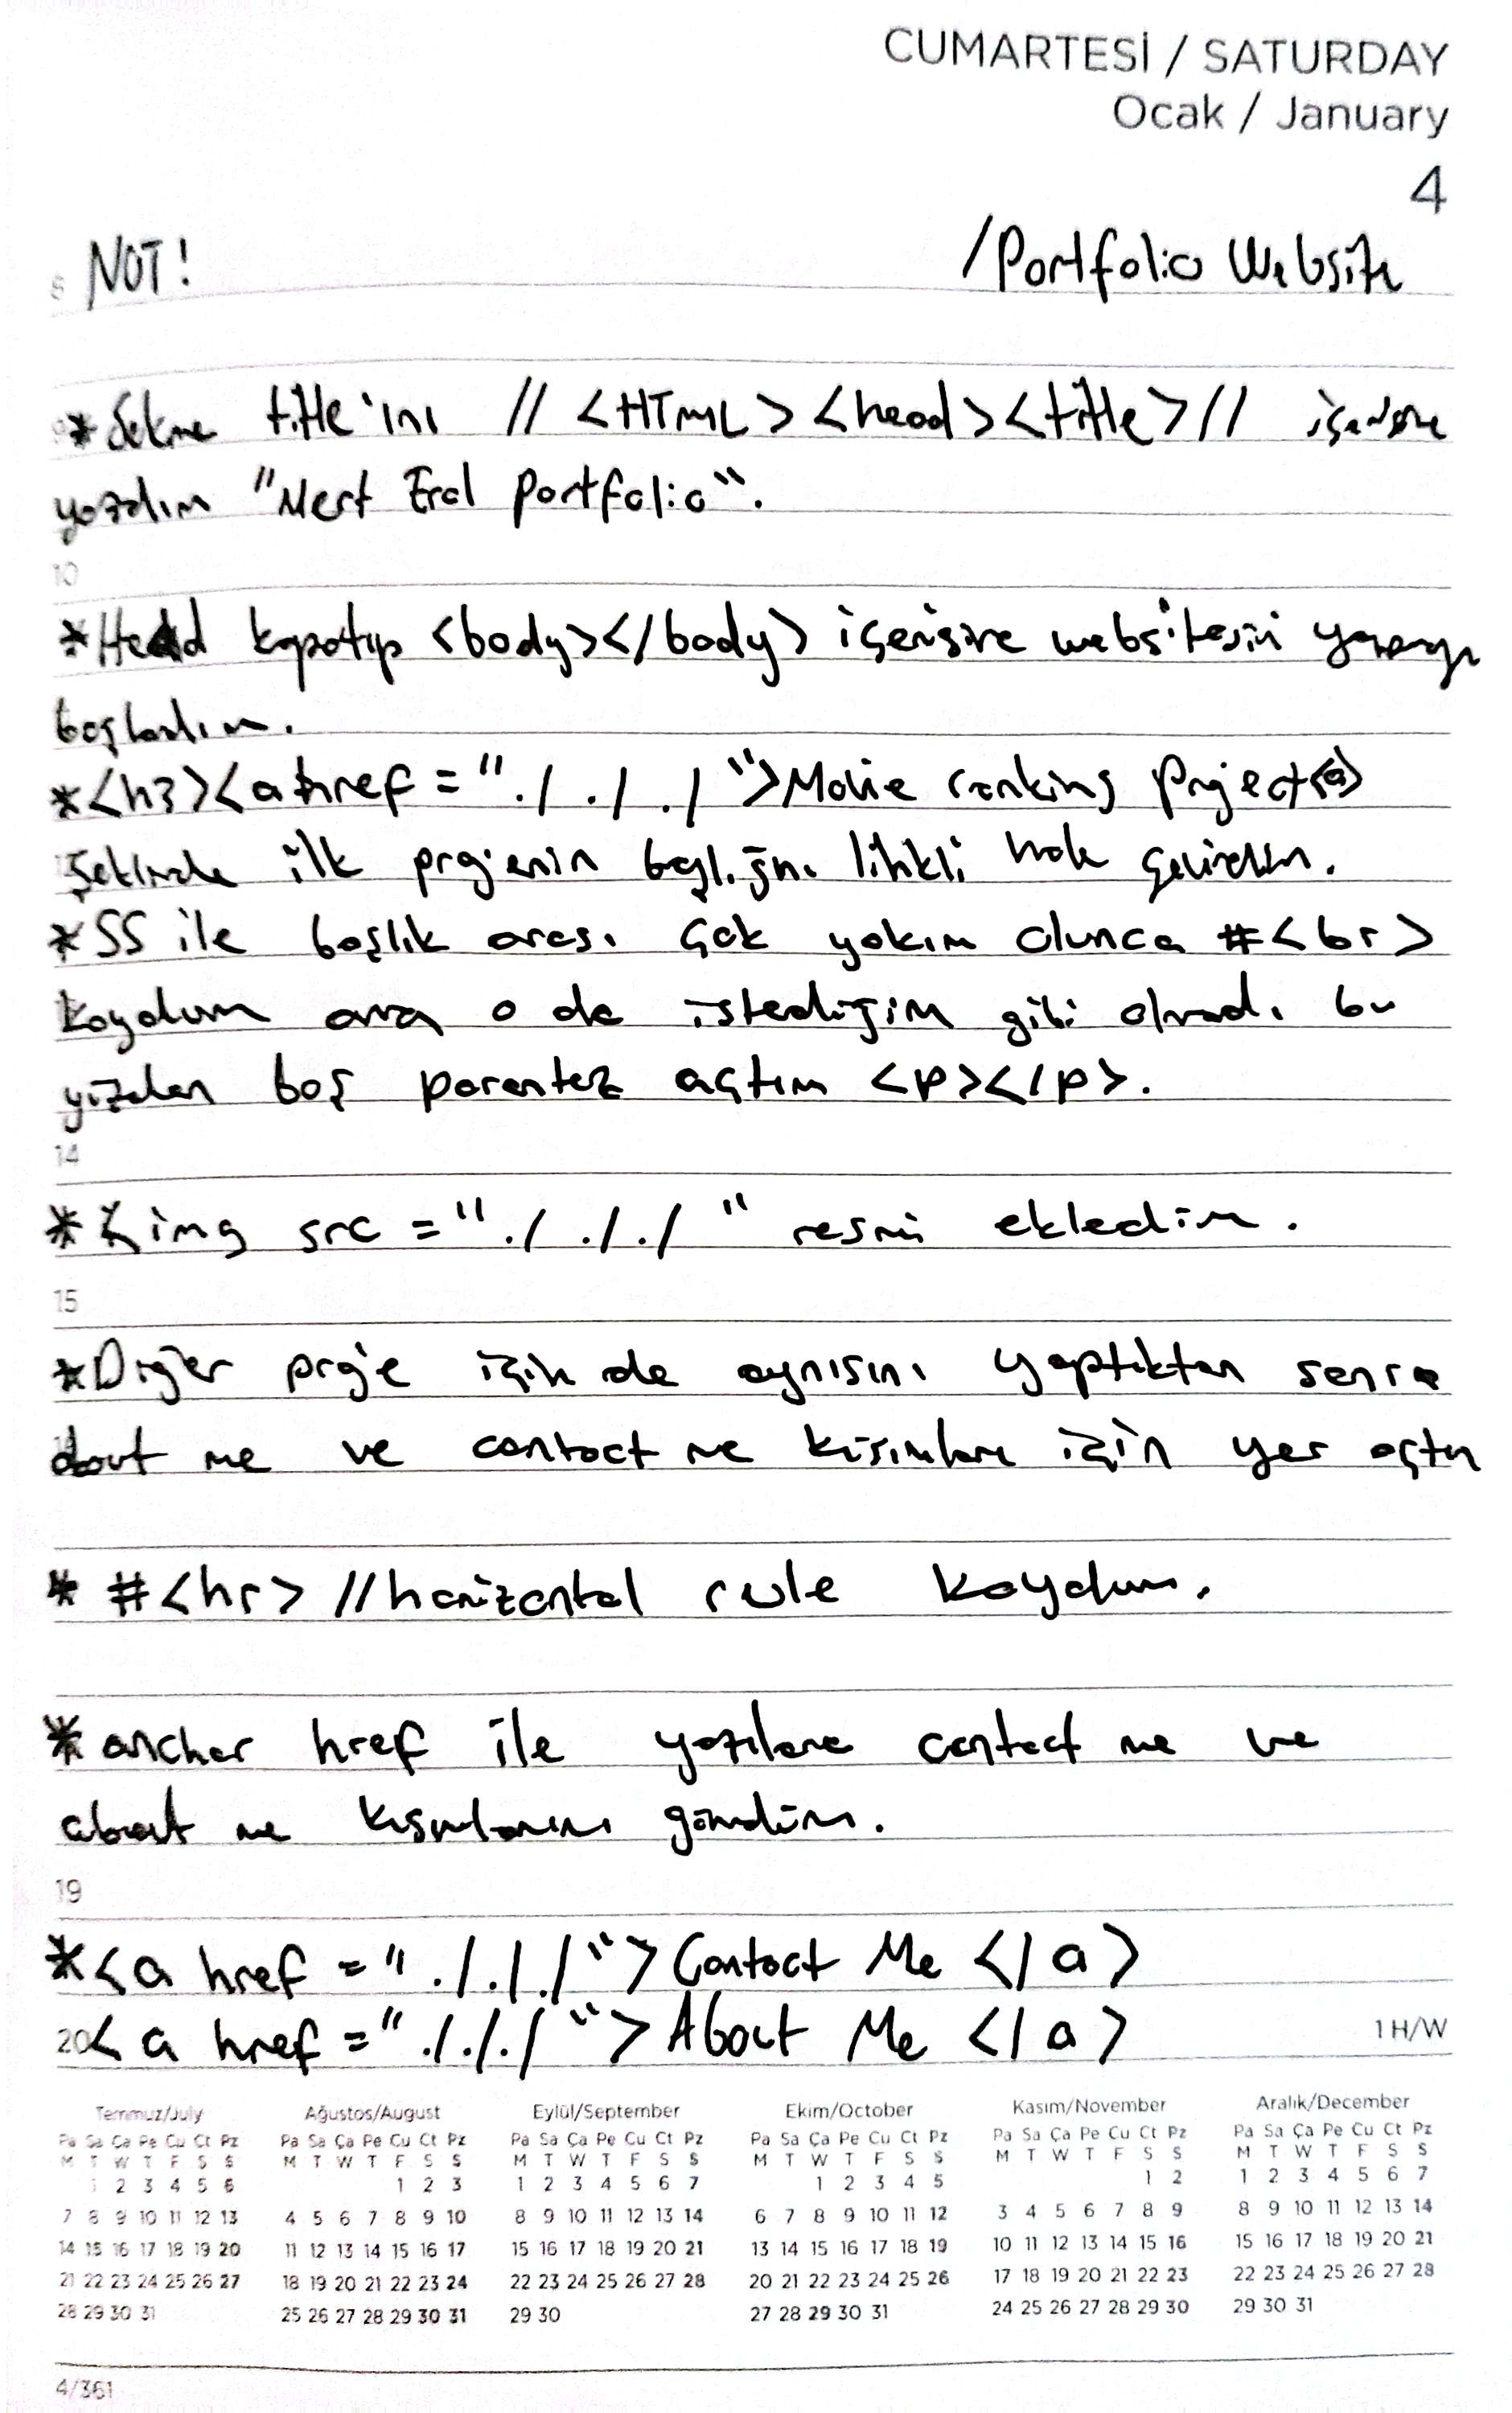 CUMARTESİ / SATURDAY
Ocak / January
4
NOT! /Portfolio Website
*Sekme title'ını // <HTML><head><title>// içerisine
yazdım "Mert Eral Portfolio".
10
*Head kapatıp <body></body> içerisine websitesini yapmaya
başladım.
*<h3><a href="./././">Movie ranking Project<a>
Şeklinde ilk projenin başlığını linkli hale çevirdim.
*SS ile başlık arası çok yakın olunca #<br>
koydum ama o da istediğim gibi olmadı bu
yüzden boş parantez açtım <p></p>.
14
*<img src="./././" resmi ekledim.
15
*Diğer proje için de aynısını yaptıktan sonra
about me ve contact me kısımları için yer açtım
* #<hr> //horizontal rule koydum.
*anchor href ile yazılara contact me ve
about me kısımlarını gömdüm.
19
*<a href="./././">Contact Me </a>
20 <a href="./././">About Me </a> 1 H/W
Temmuz/July Ağustos/August Eylül/September Ekim/October Kasım/November Aralık/December
Pa Sa Ça Pe Cu Ct Pz Pa Sa Ça Pe Cu Ct Pz Pa Sa Ça Pe Cu Ct Pz Pa Sa Ça Pe Cu Ct Pz Pa Sa Ça Pe Cu Ct Pz Pa Sa Ça Pe Cu Ct Pz
M T W T F S S M T W T F S S M T W T F S S M T W T F S S M T W T F S S M T W T F S S
1 2 3 4 5 6 1 2 3 1 2 3 4 5 6 7 1 2 3 4 5 1 2 1 2 3 4 5 6 7
7 8 9 10 11 12 13 4 5 6 7 8 9 10 8 9 10 11 12 13 14 6 7 8 9 10 11 12 3 4 5 6 7 8 9 8 9 10 11 12 13 14
14 15 16 17 18 19 20 11 12 13 14 15 16 17 15 16 17 18 19 20 21 13 14 15 16 17 18 19 10 11 12 13 14 15 16 15 16 17 18 19 20 21
21 22 23 24 25 26 27 18 19 20 21 22 23 24 22 23 24 25 26 27 28 20 21 22 23 24 25 26 17 18 19 20 21 22 23 22 23 24 25 26 27 28
28 29 30 31 25 26 27 28 29 30 31 29 30 27 28 29 30 31 24 25 26 27 28 29 30 29 30 31
4/361